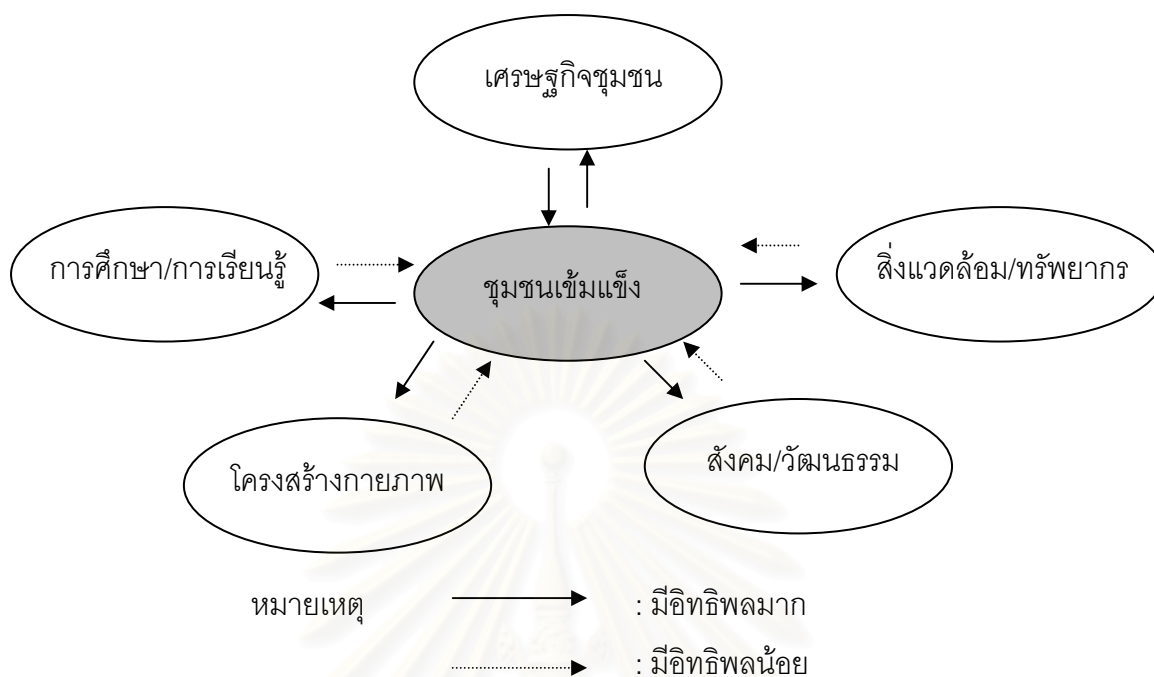 เศรษฐกิจชุมชน
การศึกษา/การเรียนรู้
ชุมชนเข้มแข็ง
สิ่งแวดล้อม/ทรัพยากร
โครงสร้างกายภาพ
สังคม/วัฒนธรรม
หมายเหตุ : มีอิทธิพลมาก
: มีอิทธิพลน้อย